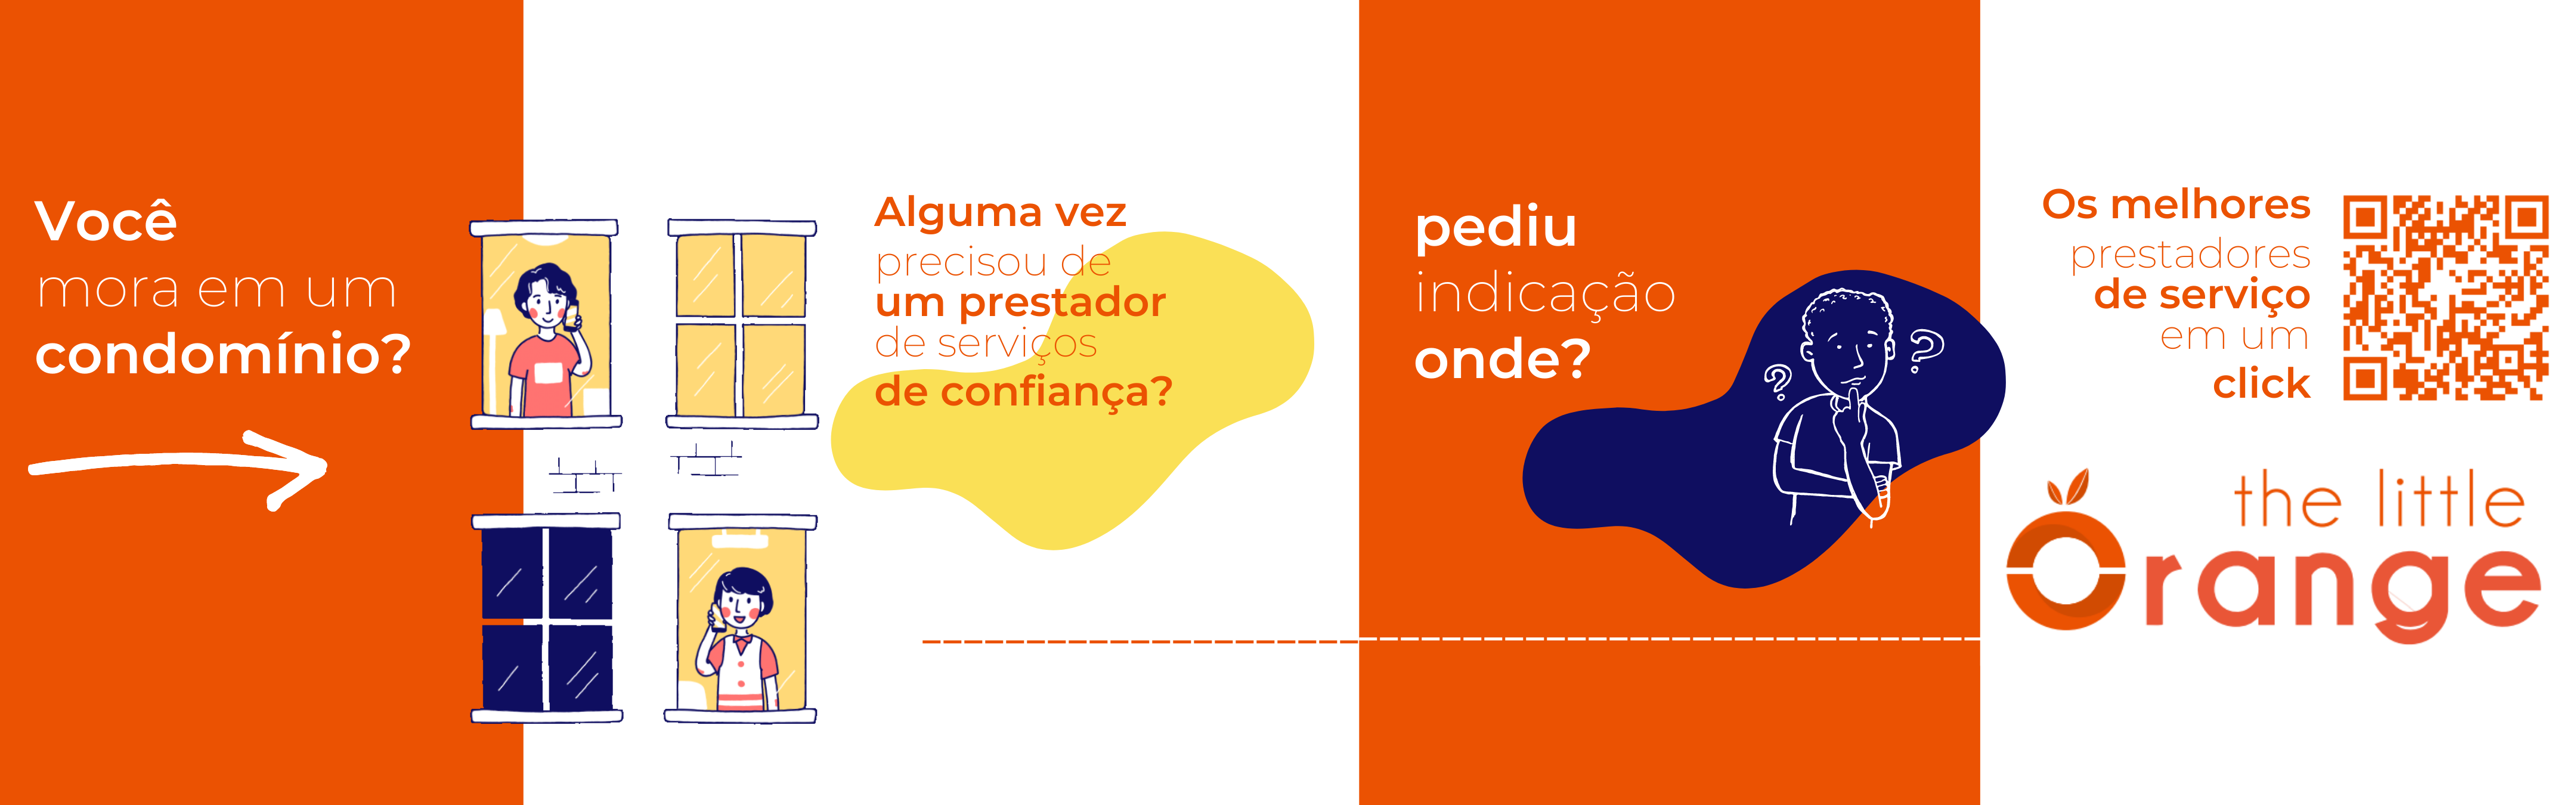 Você
mora em um
condomínio?
Alguma vez
precisou de
um prestador
de serviços
de confiança?
pediu
indicação
onde?
?
?
Os melhores
prestadores
de serviço
em um
click
the little
Orange